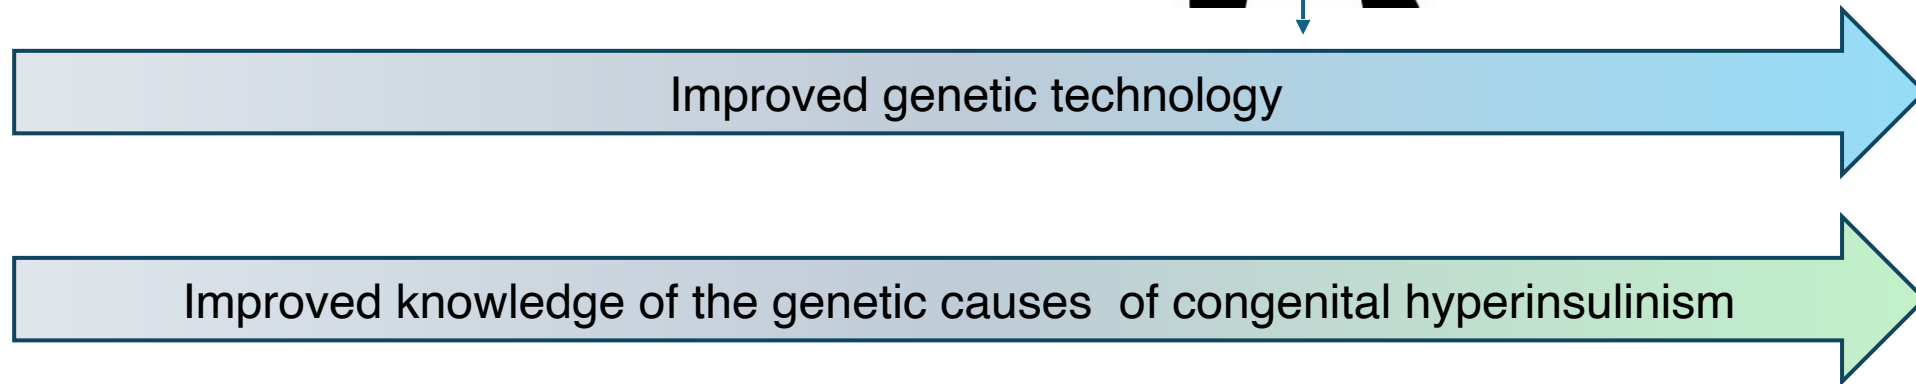 Improved genetic technology
Improved knowledge of the genetic causes  of congenital hyperinsulinism